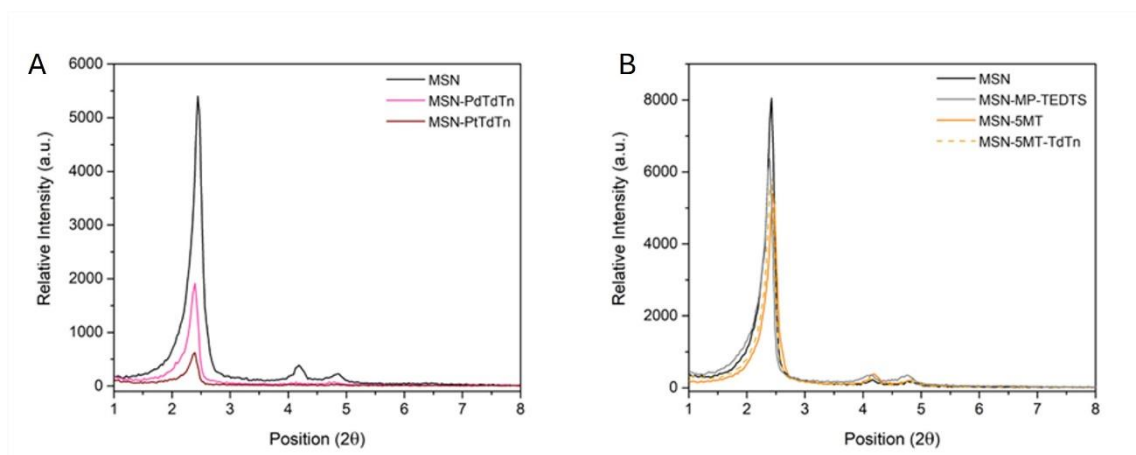 A
6000
5000
4000
3000
2000
1000
0
Relative Intensity (a.u.)
MSN
MSN-PdTdTn
MSN-PtTdTn
1 2 3 4 5 6 7 8
Position (2θ)
B
8000
6000
4000
2000
0
Relative Intensity (a.u.)
MSN
MSN-MP-TEDTS
MSN-5MT
MSN-5MT-TdTn
1 2 3 4 5 6 7 8
Position (2θ)